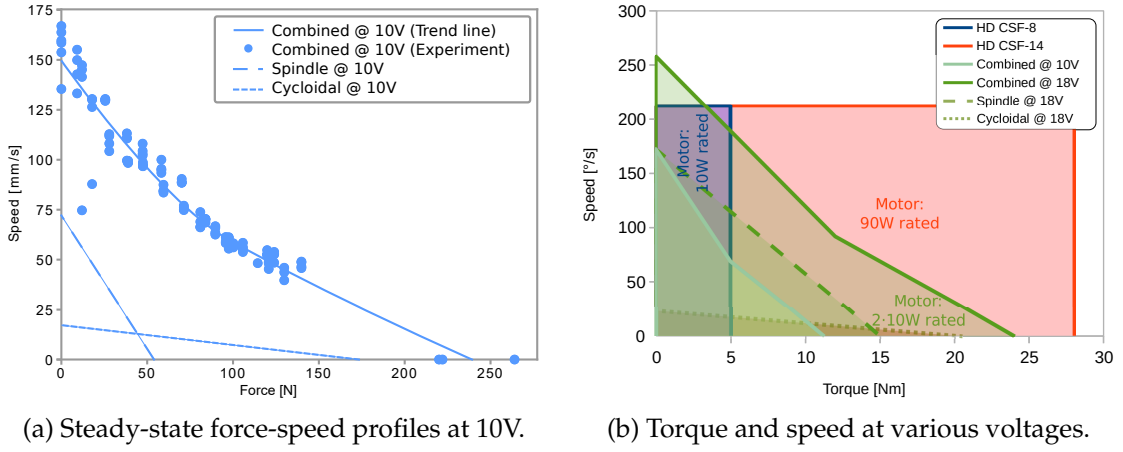 175
150
125
100
75
50
25
0
Speed [mm/s]
0
50
100
150
200
250
Force [N]
Combined @ 10V (Trend line)
Combined @ 10V (Experiment)
Spindle @ 10V
Cycloidal @ 10V
(a) Steady-state force-speed profiles at 10V.
300
250
200
150
100
50
0
Speed [°/s]
0
5
10
15
20
25
30
Torque [Nm]
HD CSF-8
HD CSF-14
Combined @ 10V
Combined @ 18V
Spindle @ 18V
Cycloidal @ 18V
Motor:
10W rated
Motor:
90W rated
Motor:
2·10W rated
(b) Torque and speed at various voltages.